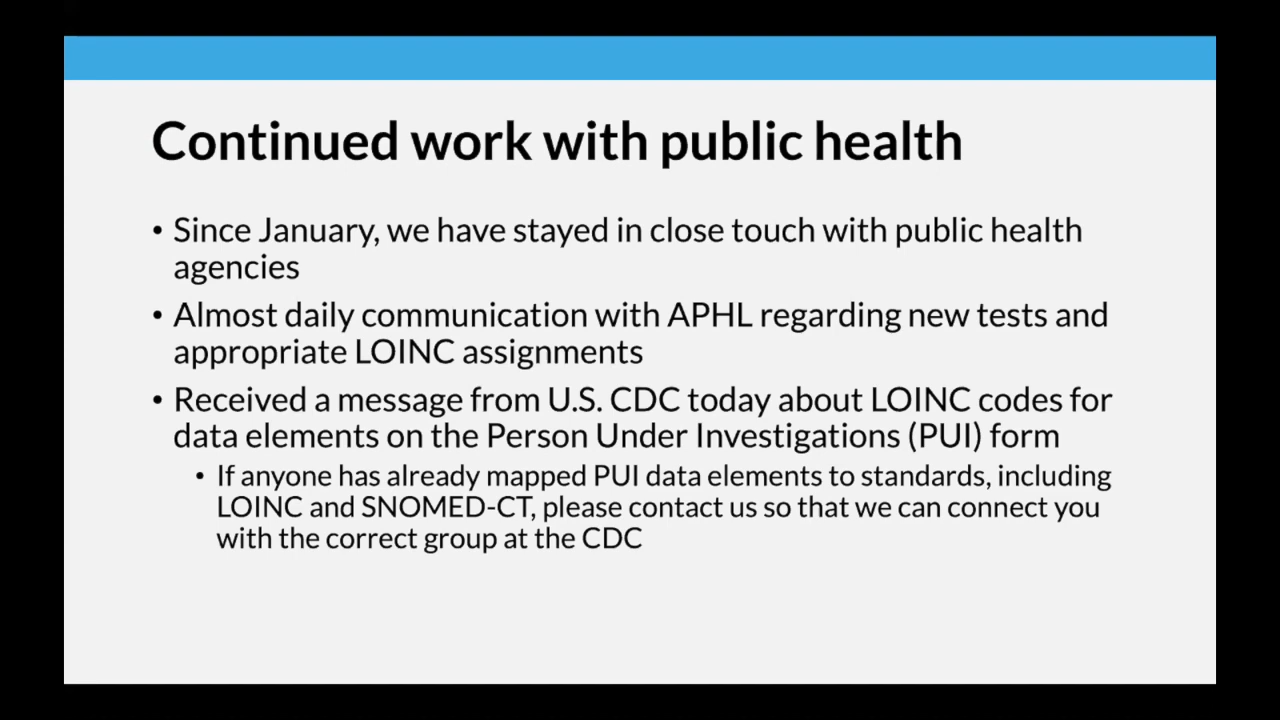 Continued work with public health
• Since January, we have stayed in close touch with public health
agencies
• Almost daily communication with APHL regarding new tests and
appropriate LOINC assignments
• Received a message from U.S. CDC today about LOINC codes for
data elements on the Person Under Investigations (PUI) form
• If anyone has already mapped PUI data elements to standards, including
LOINC and SNOMED-CT, please contact us so that we can connect you
with the correct group at the CDC